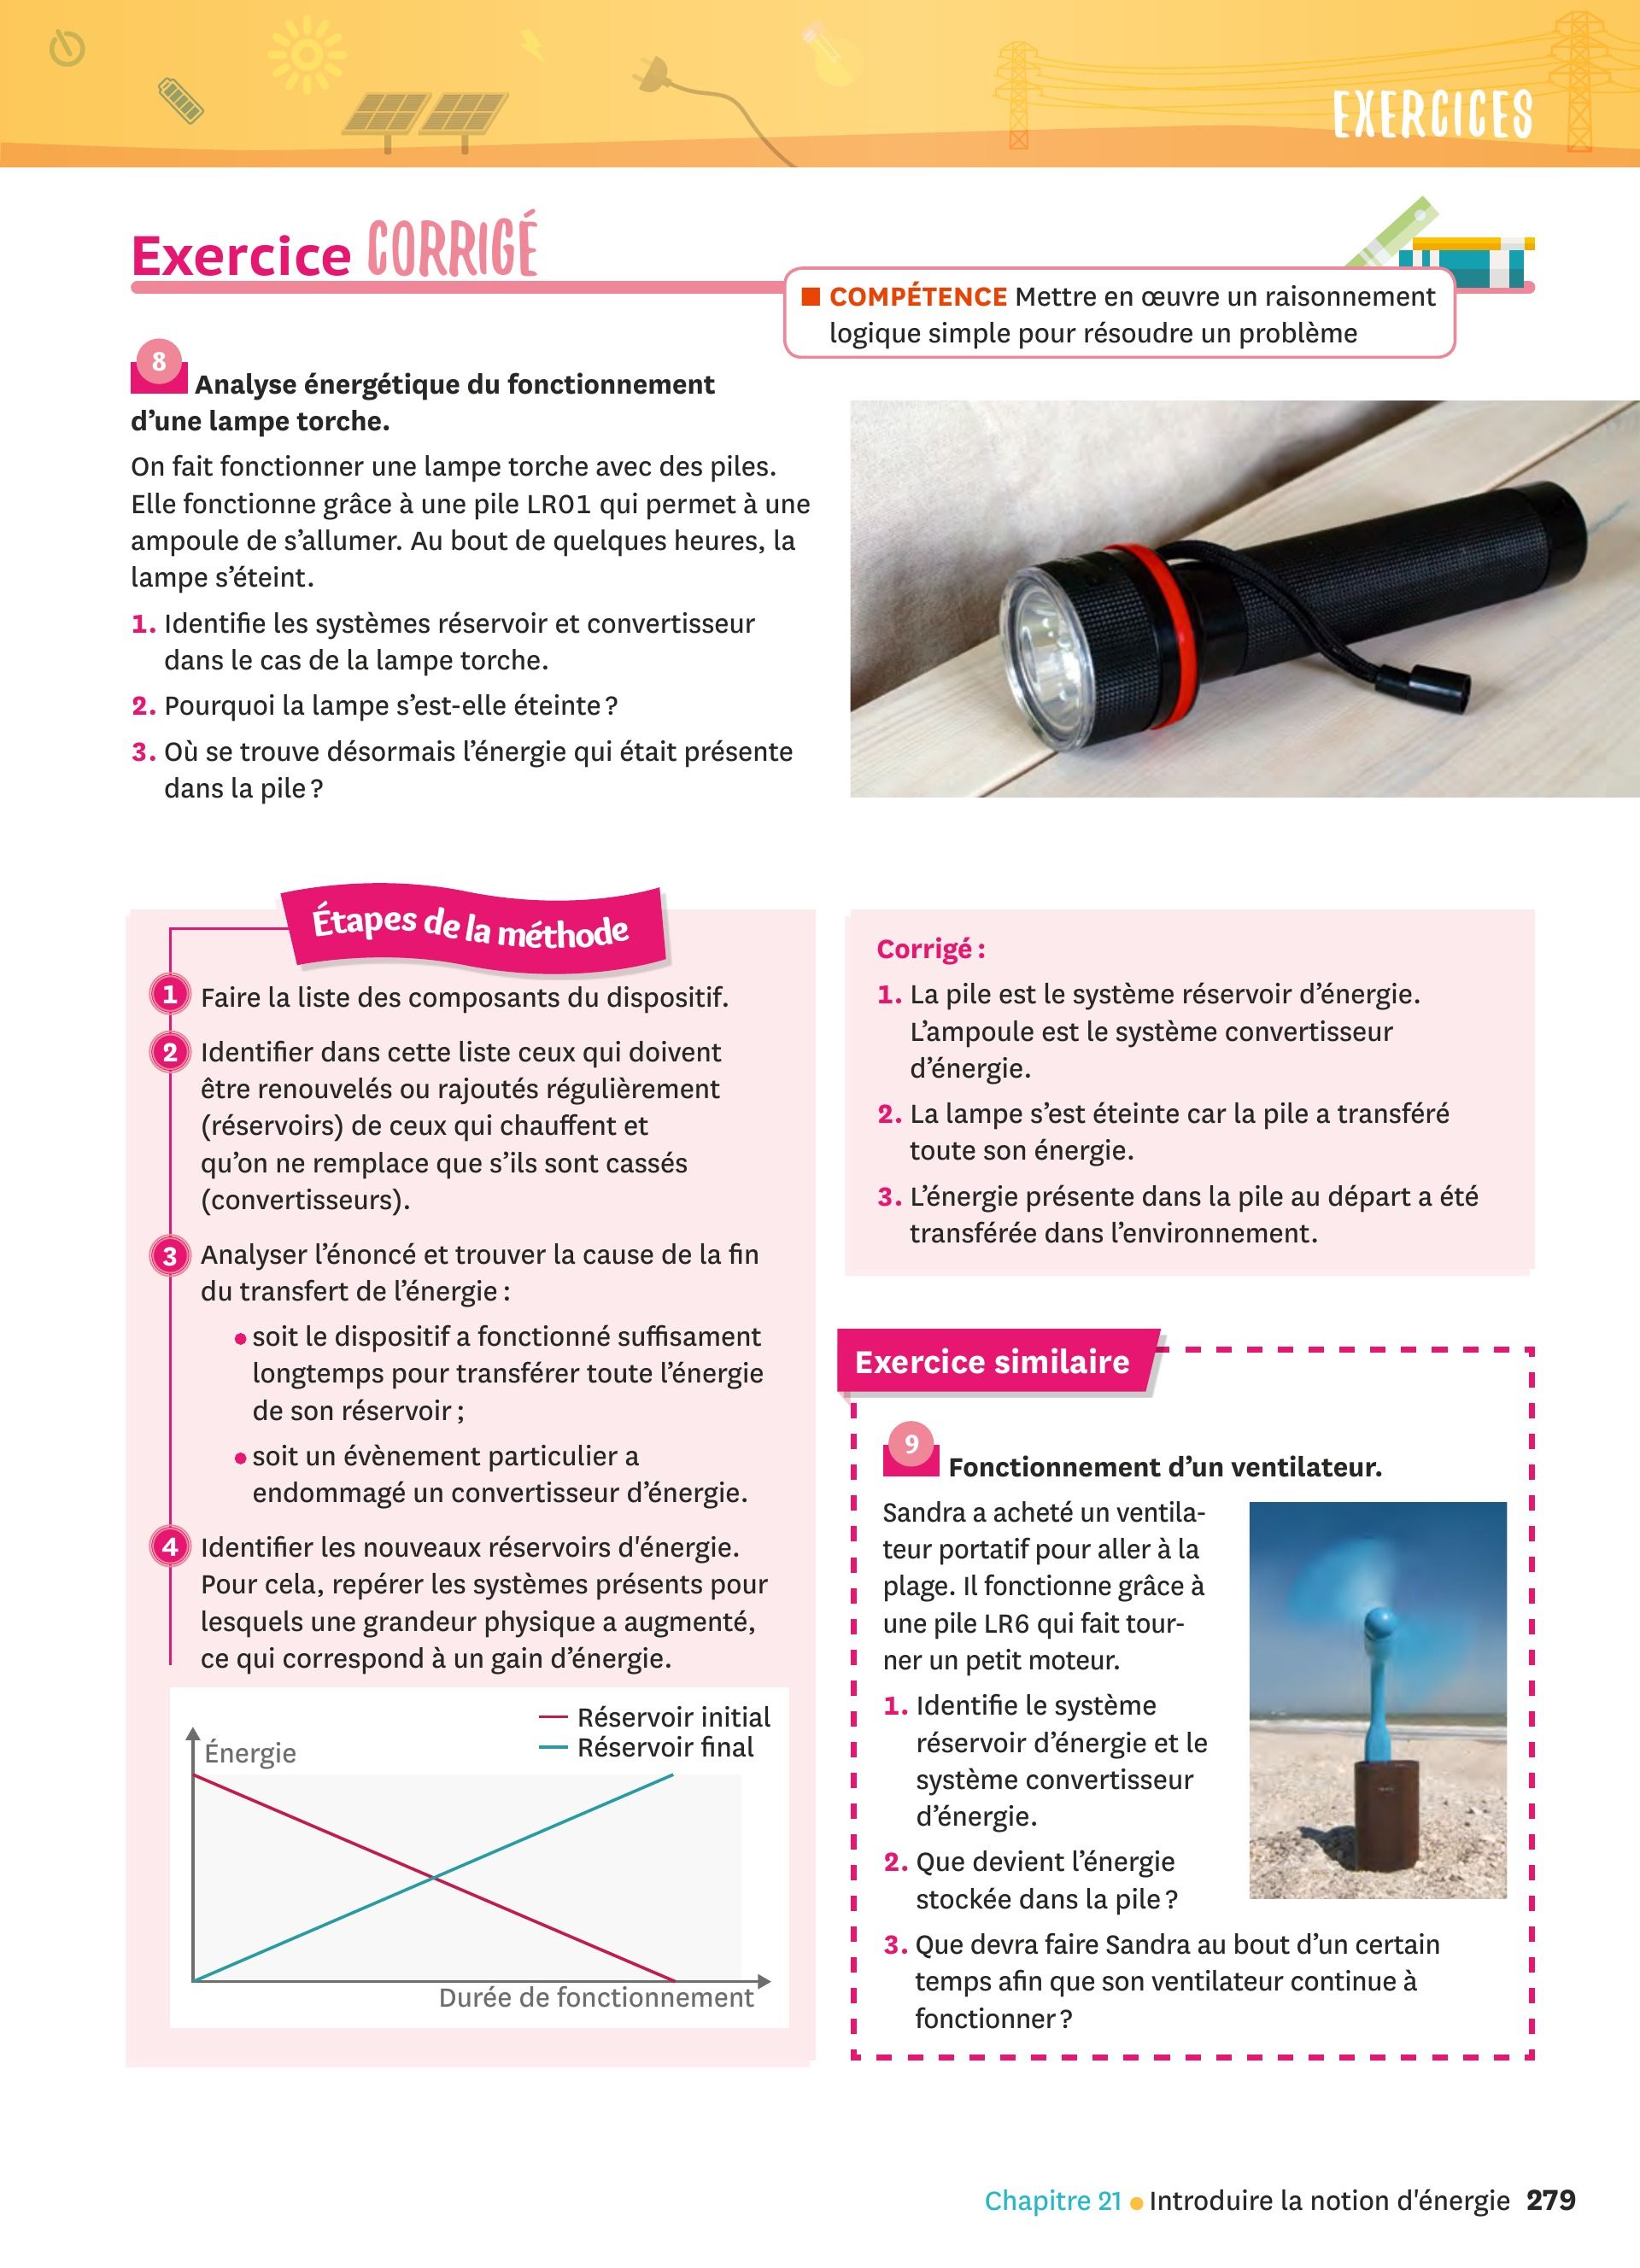 EXERCICES
Exercice CORRIGÉ
COMPÉTENCE Mettre en œuvre un raisonnement
logique simple pour résoudre un problème
8
Analyse énergétique du fonctionnement
d’une lampe torche.
On fait fonctionner une lampe torche avec des piles.
Elle fonctionne grâce à une pile LR01 qui permet à une
ampoule de s’allumer. Au bout de quelques heures, la
lampe s’éteint.
1. Identifie les systèmes réservoir et convertisseur
dans le cas de la lampe torche.
2. Pourquoi la lampe s’est-elle éteinte ?
3. Où se trouve désormais l’énergie qui était présente
dans la pile ?
Étapes de la méthode
1 Faire la liste des composants du dispositif.
2 Identifier dans cette liste ceux qui doivent
être renouvelés ou rajoutés régulièrement
(réservoirs) de ceux qui chauffent et
qu’on ne remplace que s’ils sont cassés
(convertisseurs).
3 Analyser l’énoncé et trouver la cause de la fin
du transfert de l’énergie :
• soit le dispositif a fonctionné suffisament
longtemps pour transférer toute l’énergie
de son réservoir ;
• soit un évènement particulier a
endommagé un convertisseur d’énergie.
4 Identifier les nouveaux réservoirs d'énergie.
Pour cela, repérer les systèmes présents pour
lesquels une grandeur physique a augmenté,
ce qui correspond à un gain d’énergie.
Réservoir initial
Réservoir final
Énergie
Durée de fonctionnement
Corrigé :
1. La pile est le système réservoir d’énergie.
L’ampoule est le système convertisseur
d’énergie.
2. La lampe s’est éteinte car la pile a transféré
toute son énergie.
3. L’énergie présente dans la pile au départ a été
transférée dans l’environnement.
Exercice similaire
9
Fonctionnement d’un ventilateur.
Sandra a acheté un ventila-
teur portatif pour aller à la
plage. Il fonctionne grâce à
une pile LR6 qui fait tour-
ner un petit moteur.
1. Identifie le système
réservoir d’énergie et le
système convertisseur
d’énergie.
2. Que devient l’énergie
stockée dans la pile ?
3. Que devra faire Sandra au bout d’un certain
temps afin que son ventilateur continue à
fonctionner ?
Chapitre 21 • Introduire la notion d'énergie 279